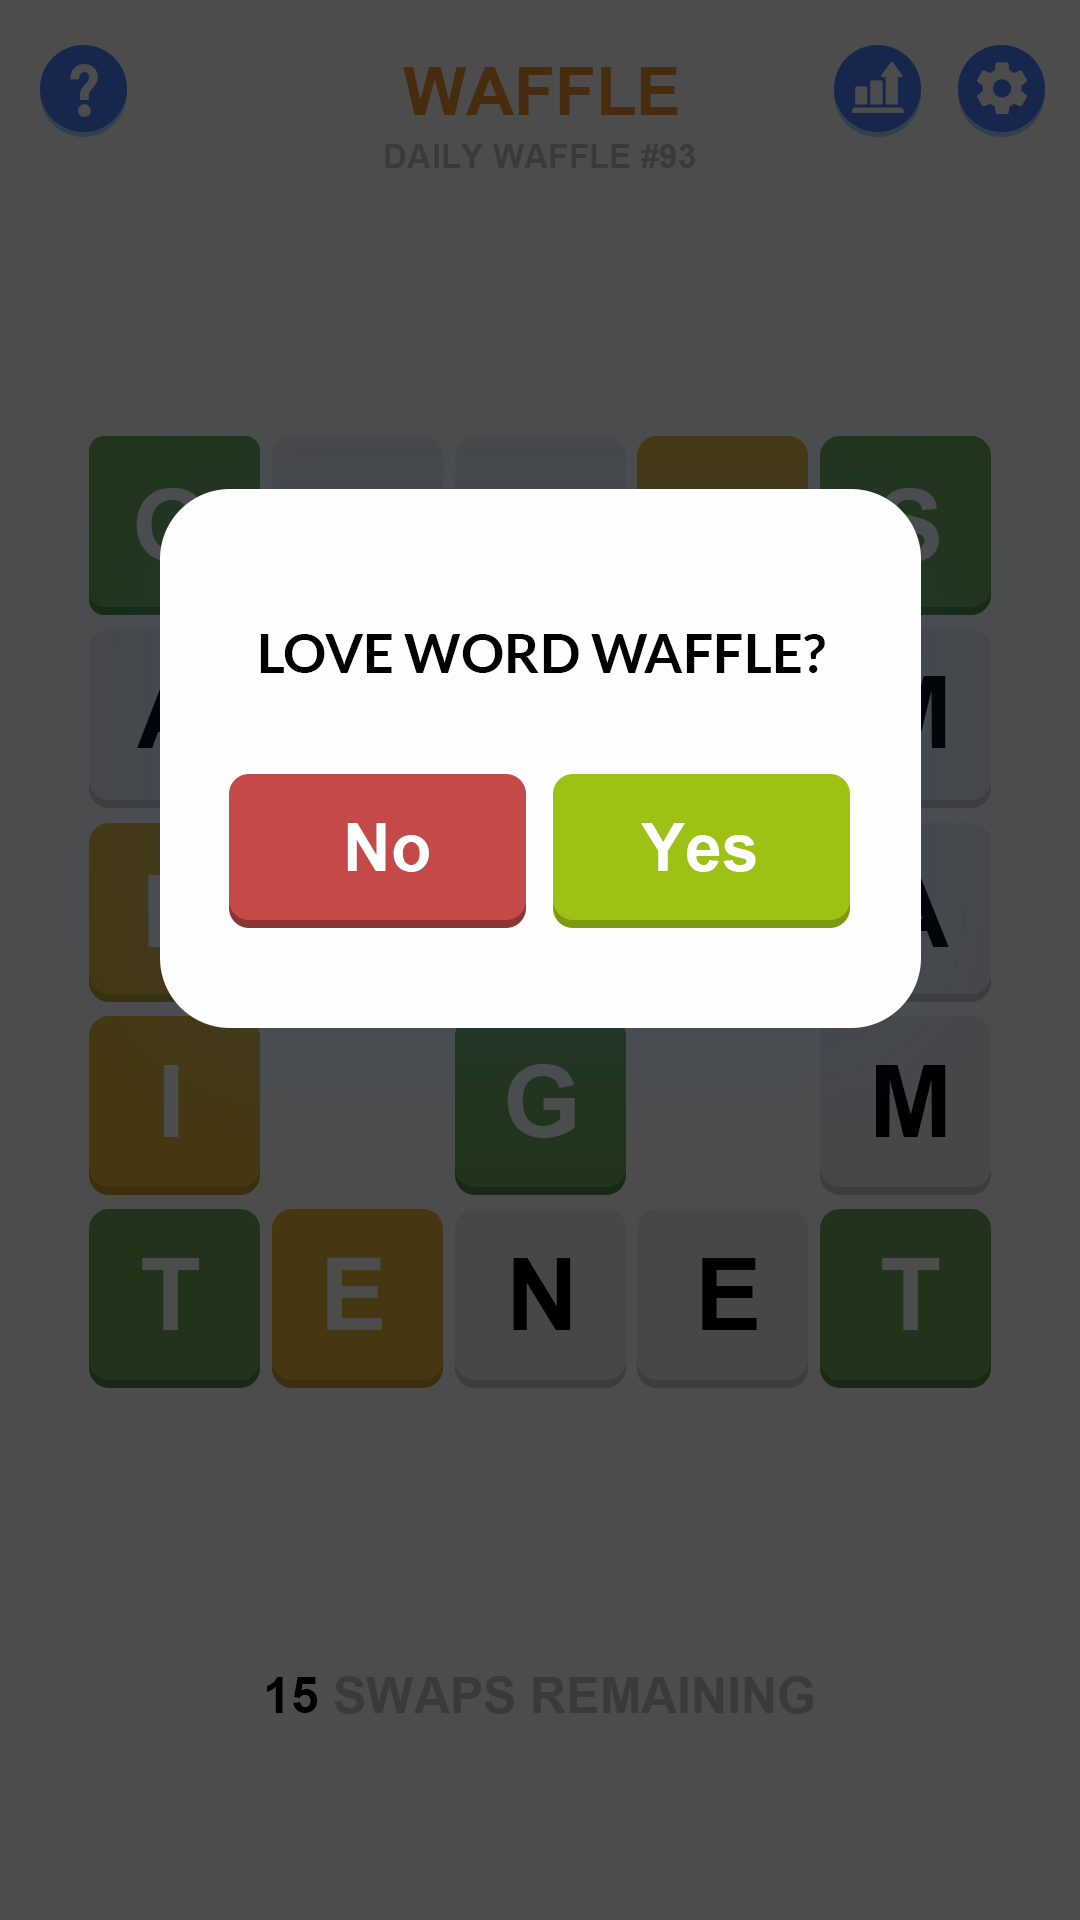 ?
WAFFLE
DAILY WAFFLE #93
S
LOVE WORD WAFFLE?
A M
No Yes
A
I G M
T E N E T
15 SWAPS REMAINING